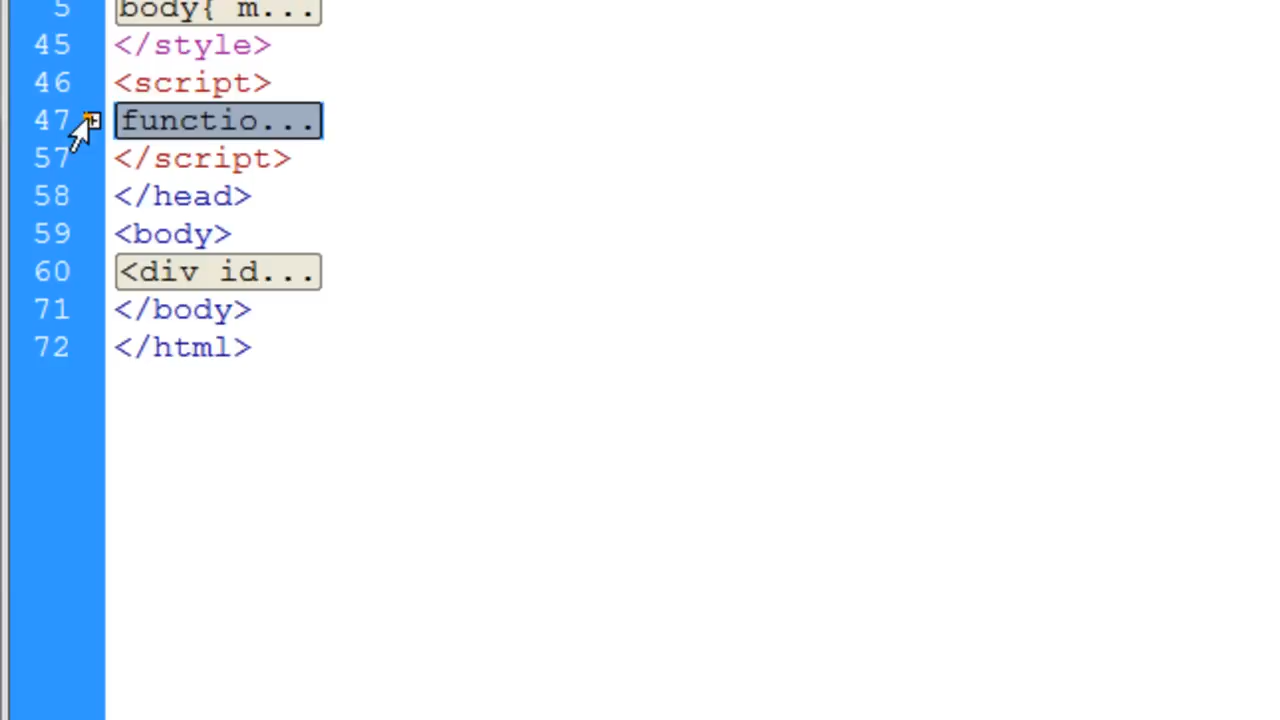 5 body{ m...
45 </style>
46 <script>
47 functio...
57 </script>
58 </head>
59 <body>
60 <div id...
71 </body>
72 </html>